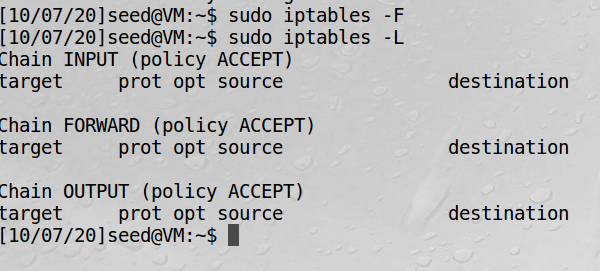 [10/07/20]seed@VM:~$ sudo iptables -F
[10/07/20]seed@VM:~$ sudo iptables -L
Chain INPUT (policy ACCEPT)
target     prot opt source               destination

Chain FORWARD (policy ACCEPT)
target     prot opt source               destination

Chain OUTPUT (policy ACCEPT)
target     prot opt source               destination
[10/07/20]seed@VM:~$